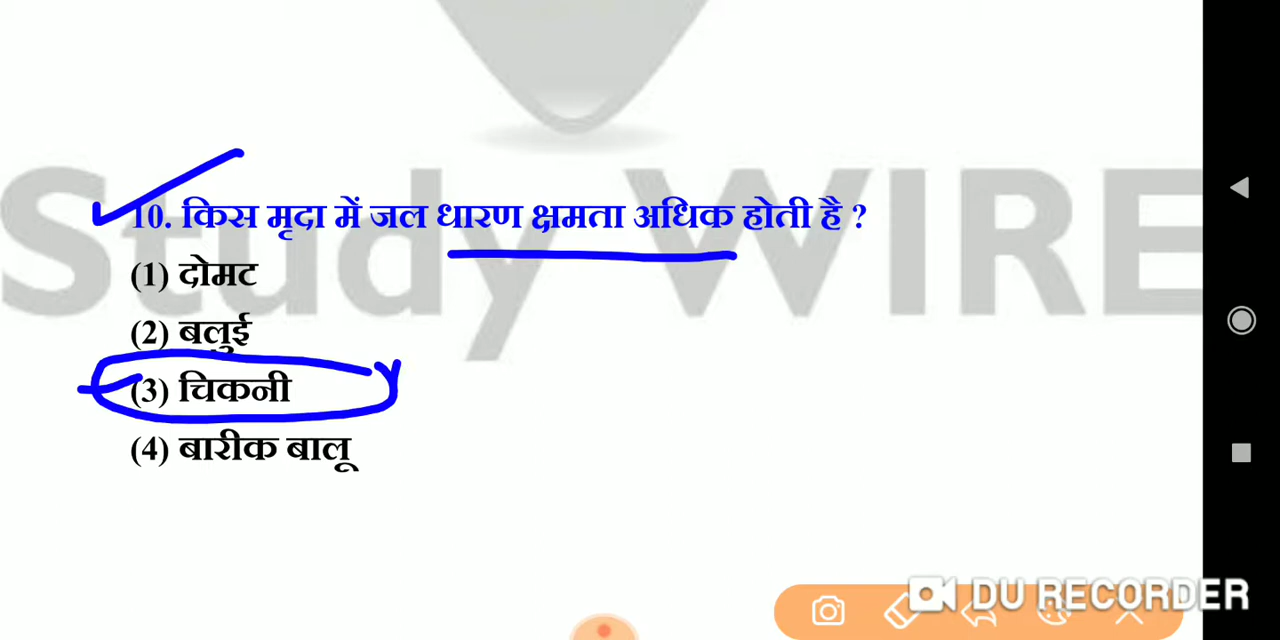 Study WIRE
10. किस मृदा में जल धारण क्षमता अधिक होती है ?
(1) दोमट
(2) बलुई
(3) चिकनी
(4) बारीक बालू
DU RECORDER